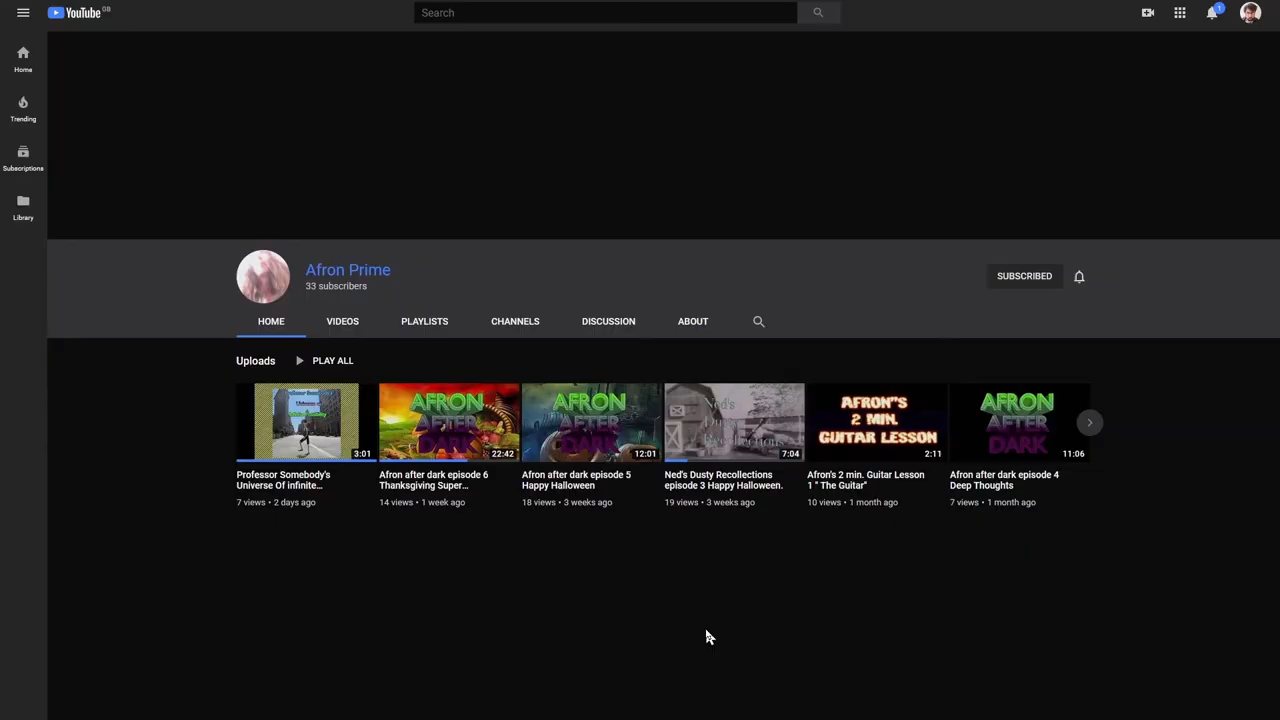 YouTube GB
Search
1
Home
Trending
Subscriptions
Library
Afron Prime
33 subscribers
SUBSCRIBED
HOME VIDEOS PLAYLISTS CHANNELS DISCUSSION ABOUT
Uploads PLAY ALL
3:01
AFRON
AFTER
DARK
22:42
AFRON
AFTER
DARK
12:01
Ned's
Dusty
Recollections
7:04
AFRON"S
2 MIN.
GUITAR LESSON
2:11
AFRON
AFTER
DARK
11:06
Professor Somebody's
Universe Of infinite...
7 views • 2 days ago
Afron after dark episode 6
Thanksgiving Super...
14 views • 1 week ago
Afron after dark episode 5
Happy Halloween
18 views • 3 weeks ago
Ned's Dusty Recollections
episode 3 Happy Halloween.
19 views • 3 weeks ago
Afron's 2 min. Guitar Lesson
1 " The Guitar"
10 views • 1 month ago
Afron after dark episode 4
Deep Thoughts
7 views • 1 month ago